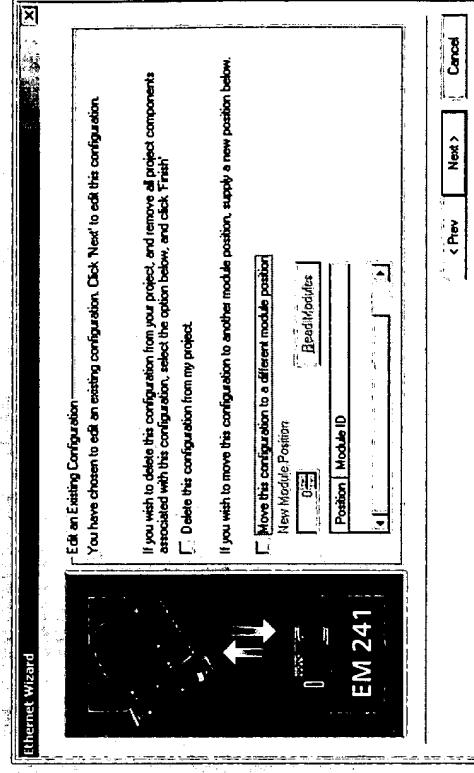 Ethernet Wizard
Edit an Existing Configuration
You have chosen to edit an existing configuration. Click 'Next' to edit this configuration.
If you wish to delete this configuration from your project, and remove all project components
associated with this configuration, select the option below, and click 'Finish'
Delete this configuration from my project.
If you wish to move this configuration to another module position, supply a new position below.
Move this configuration to a different module position
New Module Position
0
Read Modules
Position Module ID
EM 241
< Prev Next > Cancel